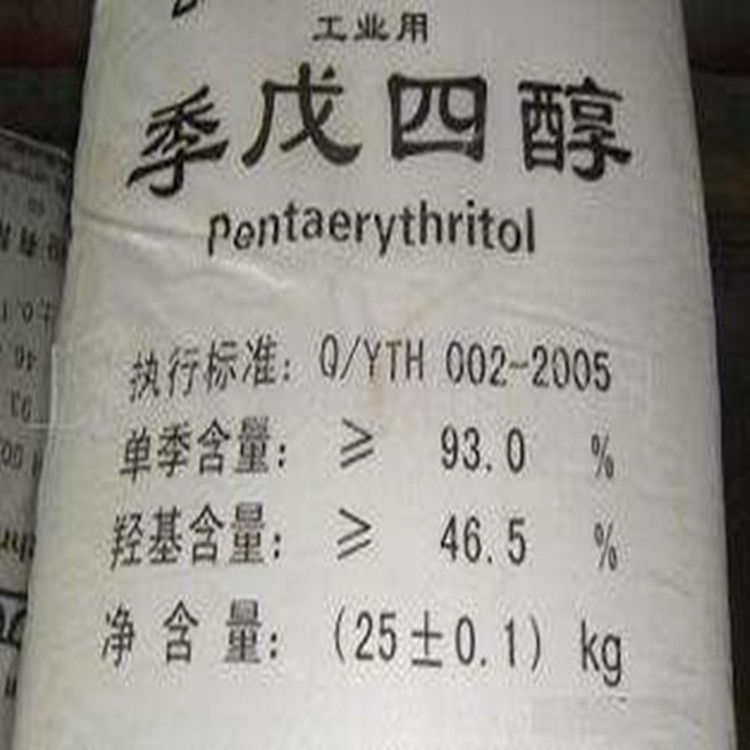 工业用
季戊四醇
pentaerythritol
执行标准: Q/YTH 002-2005
单季含量: ≥ 93.0 %
羟基含量: ≥ 46.5 %
净含量: (25±0.1) kg